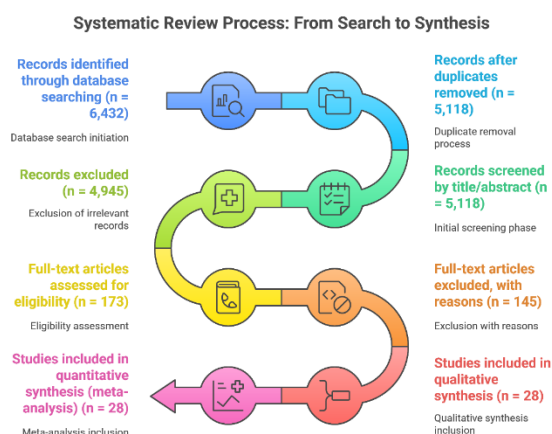 Systematic Review Process: From Search to Synthesis
Records identified
through database
searching (n =
6,432)
Database search initiation
Records after
duplicates
removed (n =
5,118)
Duplicate removal
process
Records excluded
(n = 4,945)
Exclusion of irrelevant
records
Records screened
by title/abstract (n
= 5,118)
Initial screening phase
Full-text articles
assessed for
eligibility (n = 173)
Eligibility assessment
Full-text articles
excluded, with
reasons (n = 145)
Exclusion with reasons
Studies included in
quantitative
synthesis (meta-
analysis) (n = 28)
Meta-analysis inclusion
Studies included in
qualitative
synthesis (n = 28)
Qualitative synthesis
inclusion